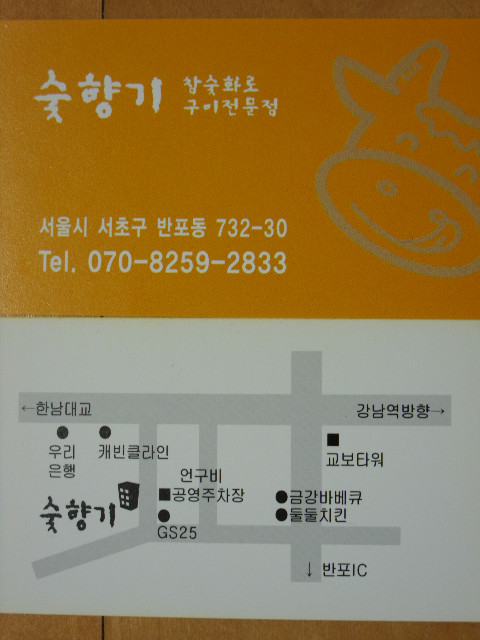 숯향기 참숯화로
구이전문점
서울시 서초구 반포동 732-30
Tel. 070-8259-2833
←한남대교
강남역방향→
우리
은행
캐빈클라인
교보타워
언구비
공영주차장
금강바베큐
둘둘치킨
숯향기
GS25
↓ 반포IC